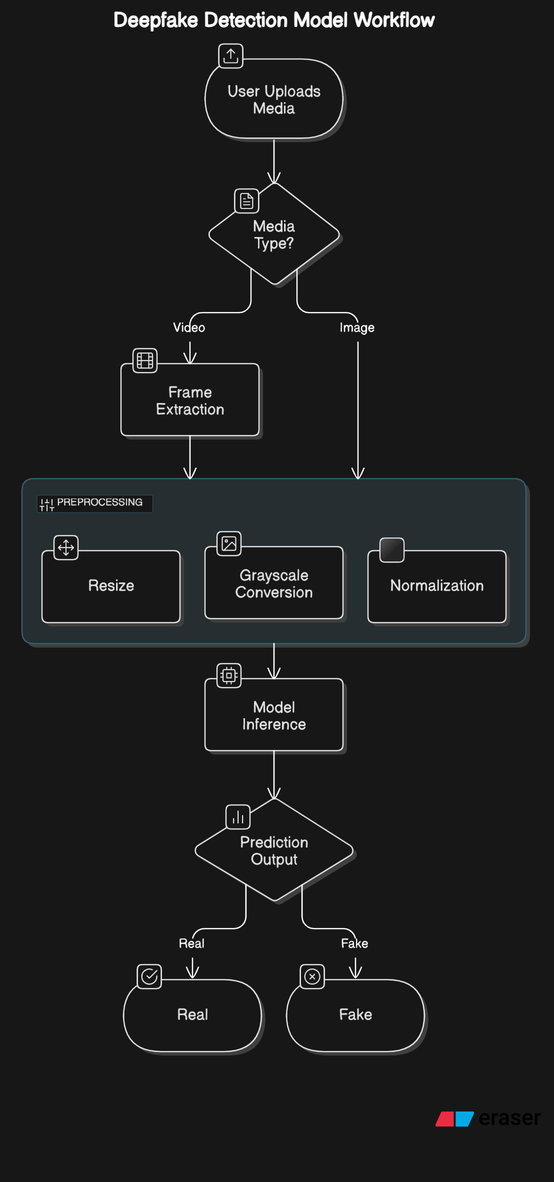 Deepfake Detection Model Workflow
User Uploads
Media
Media
Type?
Video
Image
Frame
Extraction
PREPROCESSING
Resize
Grayscale
Conversion
Normalization
Model
Inference
Prediction
Output
Real
Fake
Real
Fake
eraser